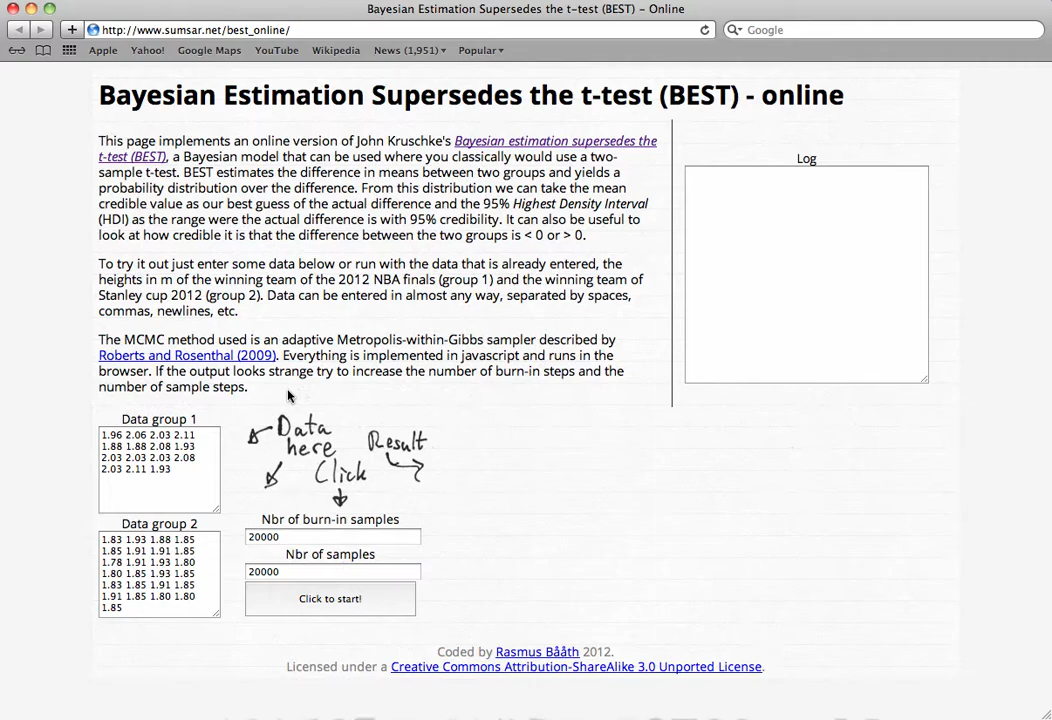 Bayesian Estimation Supersedes the t-test (BEST) – Online
http://www.sumsar.net/best_online/
Google
Apple Yahoo! Google Maps YouTube Wikipedia News (1,951) Popular
Bayesian Estimation Supersedes the t-test (BEST) - online
This page implements an online version of John Kruschke's Bayesian estimation supersedes the
t-test (BEST), a Bayesian model that can be used where you classically would use a two-
sample t-test. BEST estimates the difference in means between two groups and yields a
probability distribution over the difference. From this distribution we can take the mean
credible value as our best guess of the actual difference and the 95% Highest Density Interval
(HDI) as the range were the actual difference is with 95% credibility. It can also be useful to
look at how credible it is that the difference between the two groups is < 0 or > 0.
To try it out just enter some data below or run with the data that is already entered, the
heights in m of the winning team of the 2012 NBA finals (group 1) and the winning team of
Stanley cup 2012 (group 2). Data can be entered in almost any way, separated by spaces,
commas, newlines, etc.
The MCMC method used is an adaptive Metropolis-within-Gibbs sampler described by
Roberts and Rosenthal (2009). Everything is implemented in javascript and runs in the
browser. If the output looks strange try to increase the number of burn-in steps and the
number of sample steps.
Log
Data group 1
1.96 2.06 2.03 2.11
1.88 1.88 2.08 1.93
2.03 2.03 2.03 2.08
2.03 2.11 1.93
Data
here
Result
Click
Data group 2
1.83 1.93 1.88 1.85
1.85 1.91 1.91 1.85
1.78 1.91 1.93 1.80
1.80 1.85 1.93 1.85
1.83 1.85 1.91 1.85
1.91 1.85 1.80 1.80
1.85
Nbr of burn-in samples
20000
Nbr of samples
20000
Click to start!
Coded by Rasmus Bååth 2012.
Licensed under a Creative Commons Attribution-ShareAlike 3.0 Unported License.